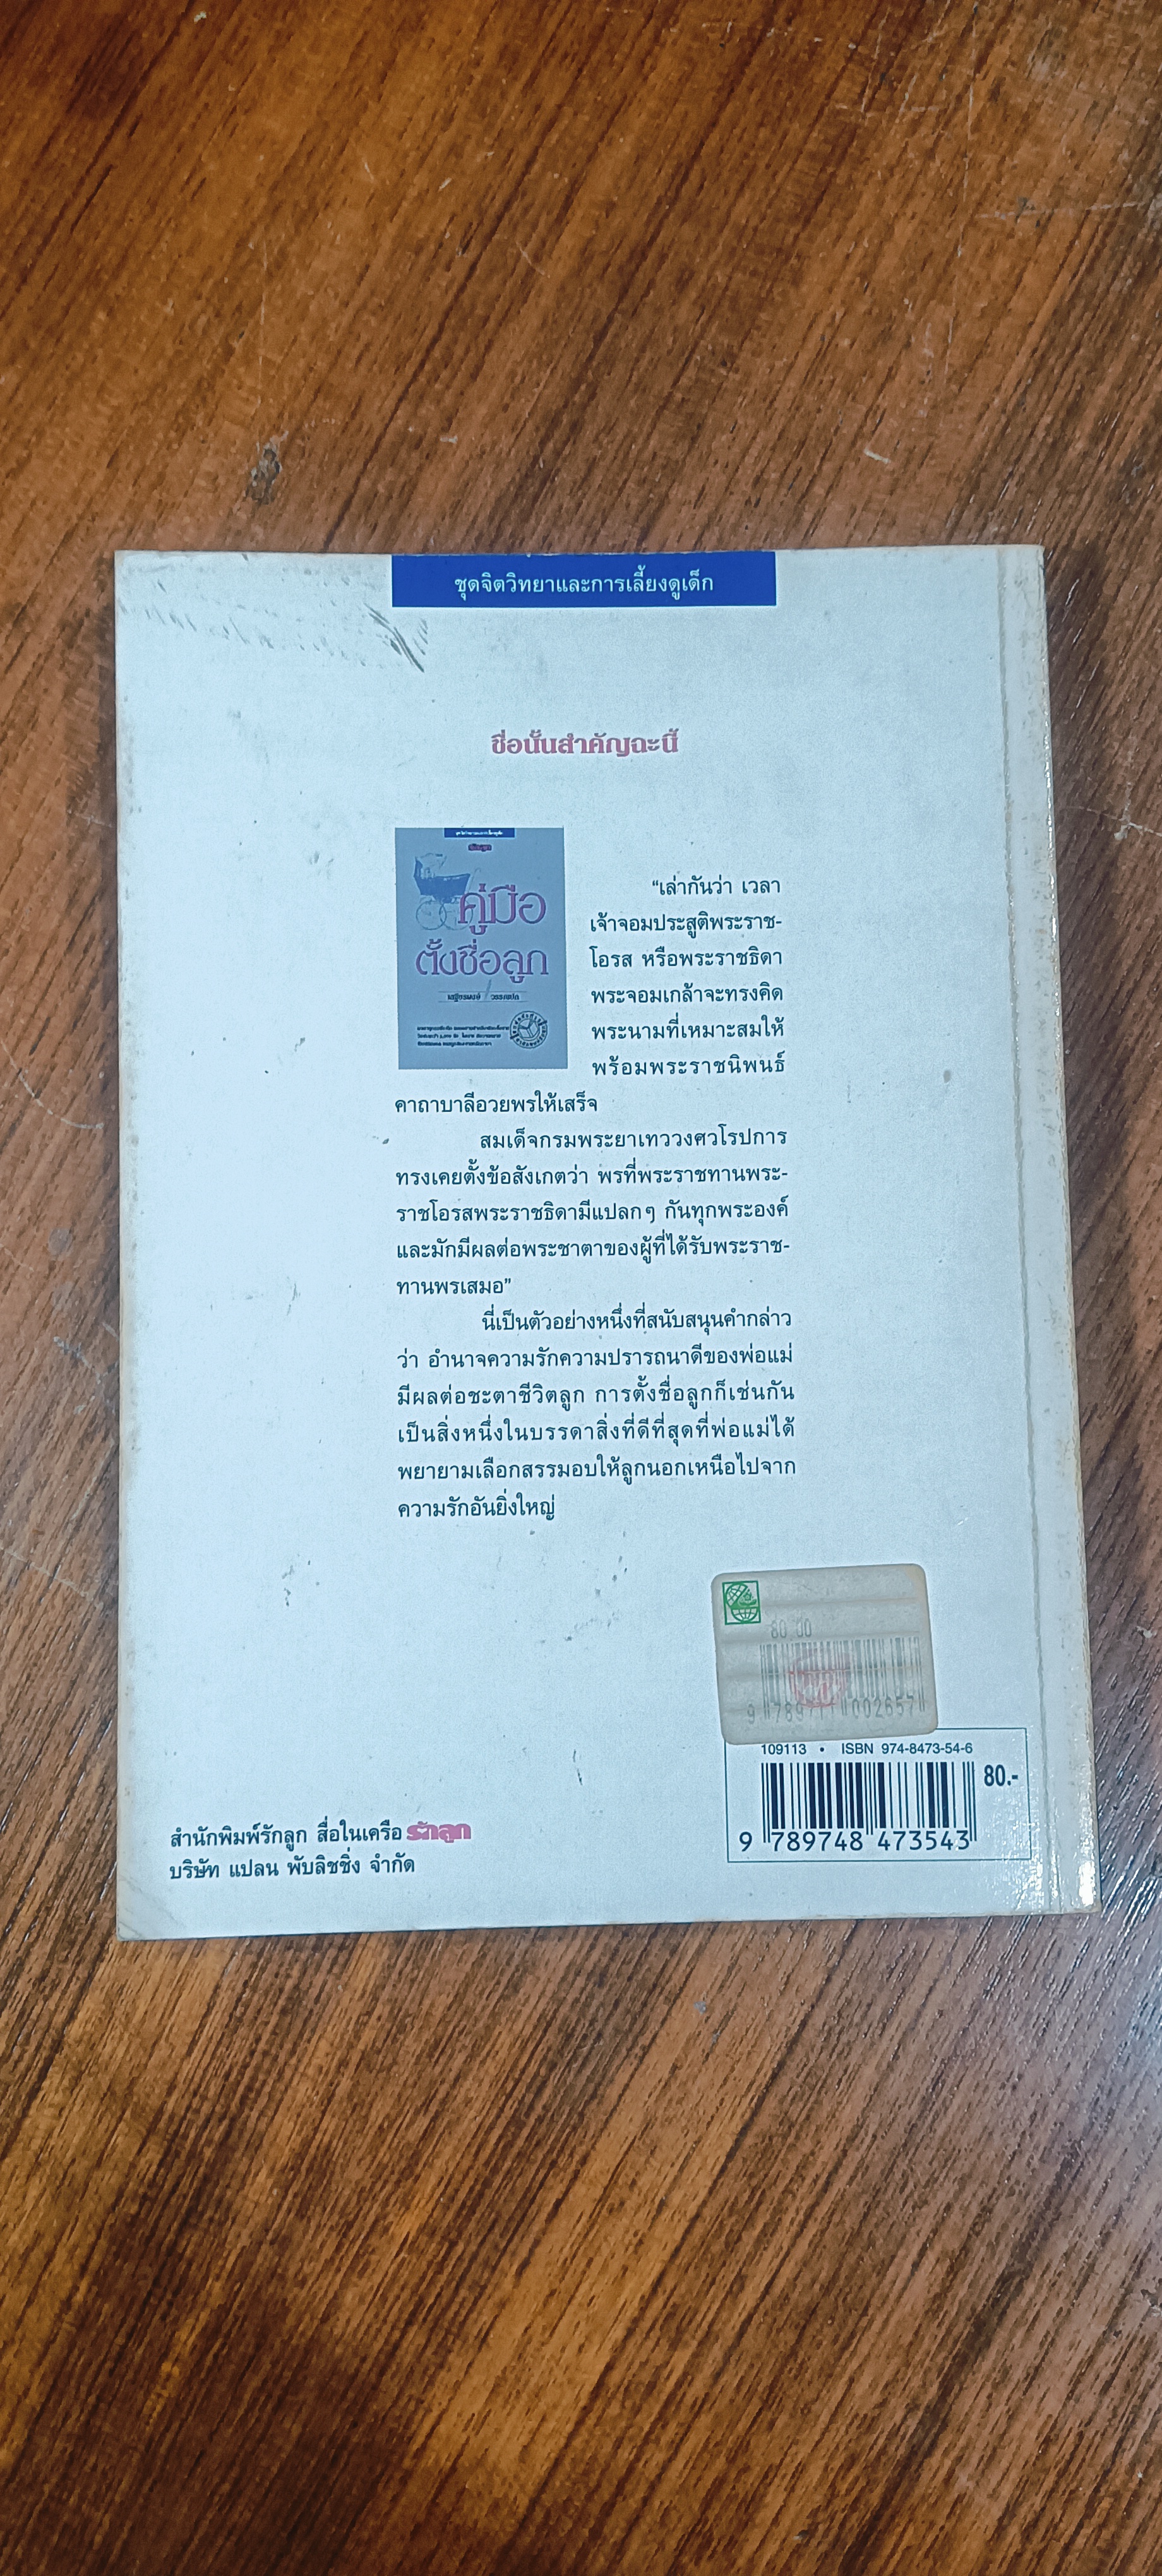 ชุดจิตวิทยาและการเลี้ยงดูเด็ก
ชื่อนั้นสำคัญฉะนี้
คู่มือ
ตั้งชื่อลูก
เสฐียรพงษ์ วรรณปก
“เล่ากันว่า เวลา
เจ้าจอมประสูติพระราช-
โอรส หรือพระราชธิดา
พระจอมเกล้าจะทรงคิด
พระนามที่เหมาะสมให้
พร้อมพระราชนิพนธ์
คาถาบาลีอวยพรให้เสร็จ
สมเด็จกรมพระยาเทววงศวโรปการ
ทรงเคยตั้งข้อสังเกตว่า พรที่พระราชทานพระ-
ราชโอรสพระราชธิดามีแปลกๆ กันทุกพระองค์
และมักมีผลต่อพระชาตาของผู้ที่ได้รับพระราช-
ทานพรเสมอ”
นี่เป็นตัวอย่างหนึ่งที่สนับสนุนคำกล่าว
ว่า อำนาจความรักความปรารถนาดีของพ่อแม่
มีผลต่อชะตาชีวิตลูก การตั้งชื่อลูกก็เช่นกัน
เป็นสิ่งหนึ่งในบรรดาสิ่งที่ดีที่สุดที่พ่อแม่ได้
พยายามเลือกสรรมอบให้ลูกนอกเหนือไปจาก
ความรักอันยิ่งใหญ่
80.00
109113 • ISBN 974-8473-54-6
80.-
9 789748 473543
สำนักพิมพ์รักลูก สื่อในเครือ รักลูก
บริษัท แปลน พับลิชชิ่ง จำกัด